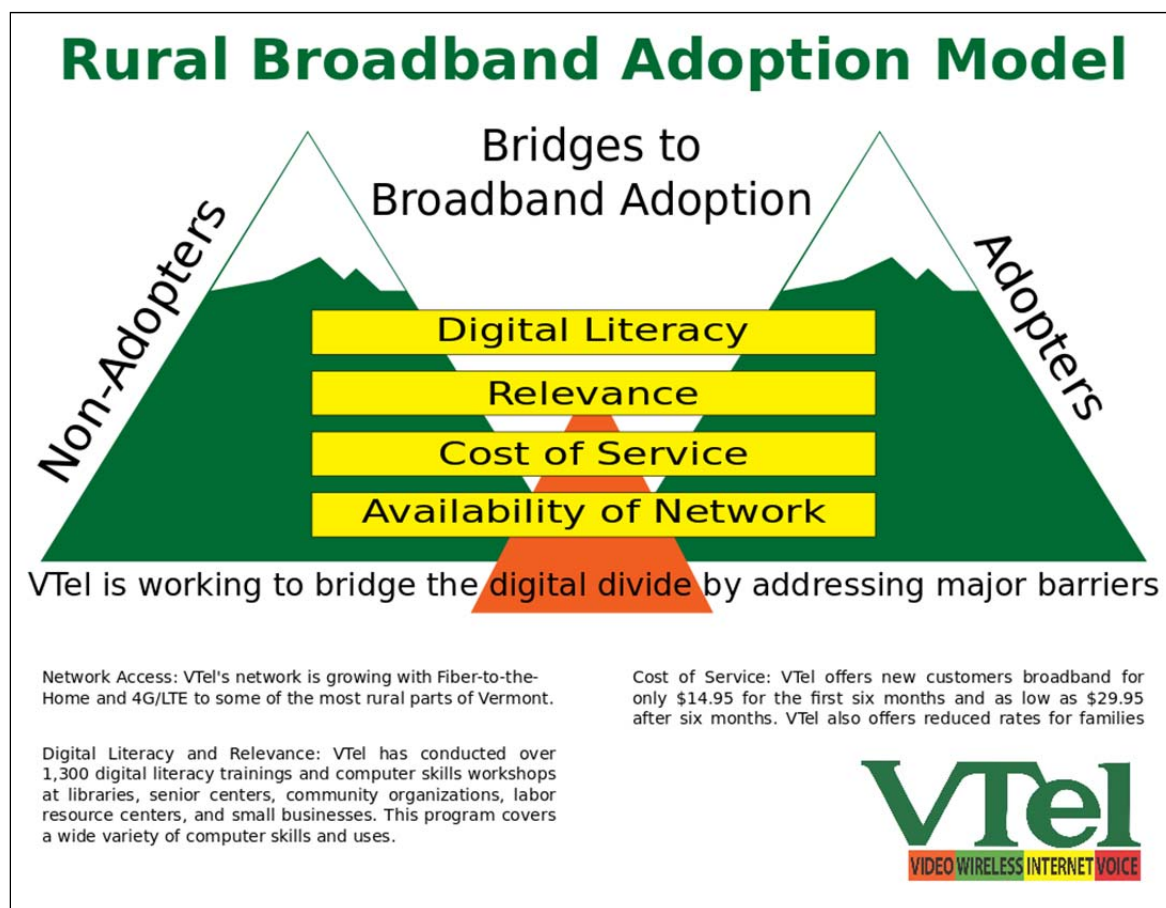 Rural Broadband Adoption Model
Bridges to
Broadband Adoption
Non-Adopters
Adopters
Digital Literacy
Relevance
Cost of Service
Availability of Network
VTel is working to bridge the digital divide by addressing major barriers
Network Access: VTel's network is growing with Fiber-to-the-
Home and 4G/LTE to some of the most rural parts of Vermont.
Digital Literacy and Relevance: VTel has conducted over
1,300 digital literacy trainings and computer skills workshops
at libraries, senior centers, community organizations, labor
resource centers, and small businesses. This program covers
a wide variety of computer skills and uses.
Cost of Service: VTel offers new customers broadband for
only $14.95 for the first six months and as low as $29.95
after six months. VTel also offers reduced rates for families
VTel
VIDEO WIRELESS INTERNET VOICE